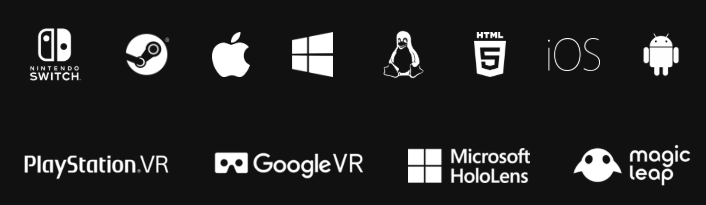 NINTENDO
SWITCH
HTML
5
iOS
PlayStation.VR
Google VR
Microsoft
HoloLens
magic
leap